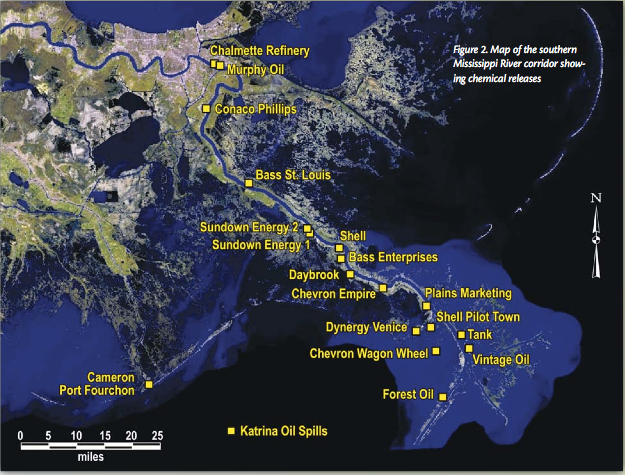 Figure 2. Map of the southern
Mississippi River corridor show-
ing chemical releases
Chalmette Refinery
Murphy Oil
Conaco Phillips
N
Bass St. Louis
Sundown Energy 2
Sundown Energy 1
Shell
Bass Enterprises
Daybrook
Chevron Empire
Plains Marketing
Shell Pilot Town
Dynergy Venice
Tank
Chevron Wagon Wheel
Vintage Oil
Cameron
Port Fourchon
Forest Oil
Katrina Oil Spills
0 5 10 15 20 25
miles